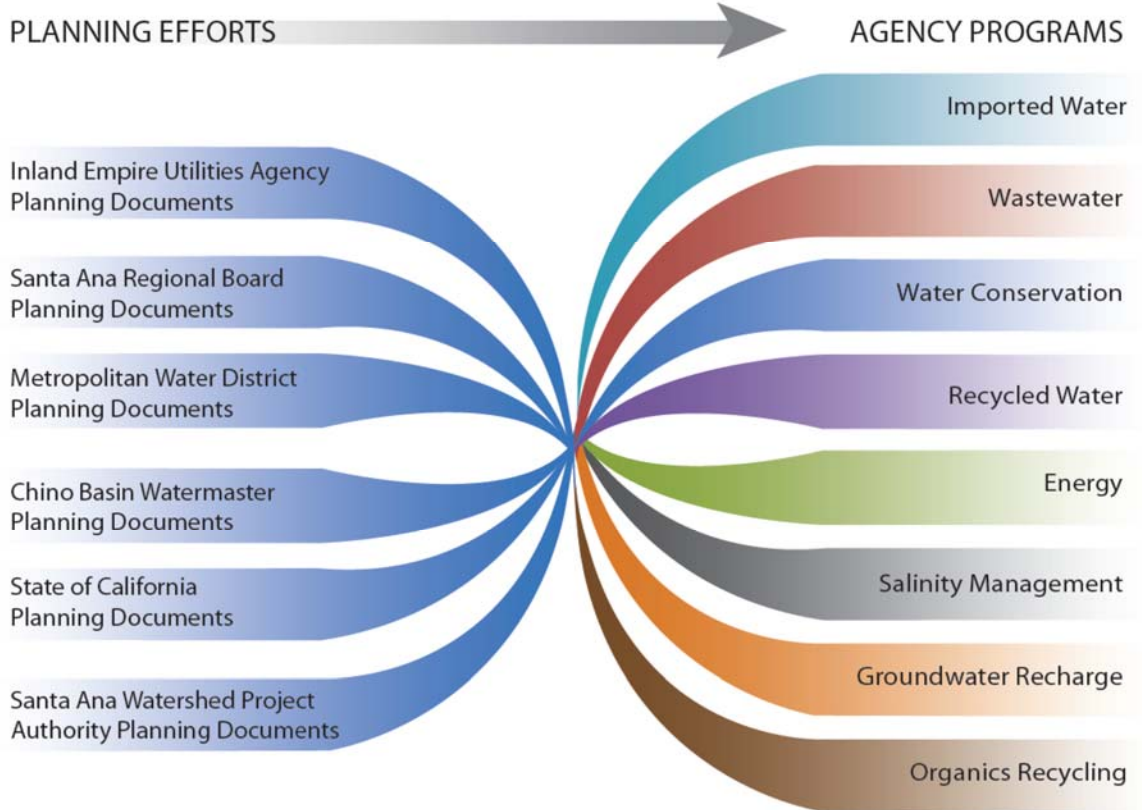 PLANNING EFFORTS
AGENCY PROGRAMS
Inland Empire Utilities Agency
Planning Documents
Santa Ana Regional Board
Planning Documents
Metropolitan Water District
Planning Documents
Chino Basin Watermaster
Planning Documents
State of California
Planning Documents
Santa Ana Watershed Project
Authority Planning Documents
Imported Water
Wastewater
Water Conservation
Recycled Water
Energy
Salinity Management
Groundwater Recharge
Organics Recycling